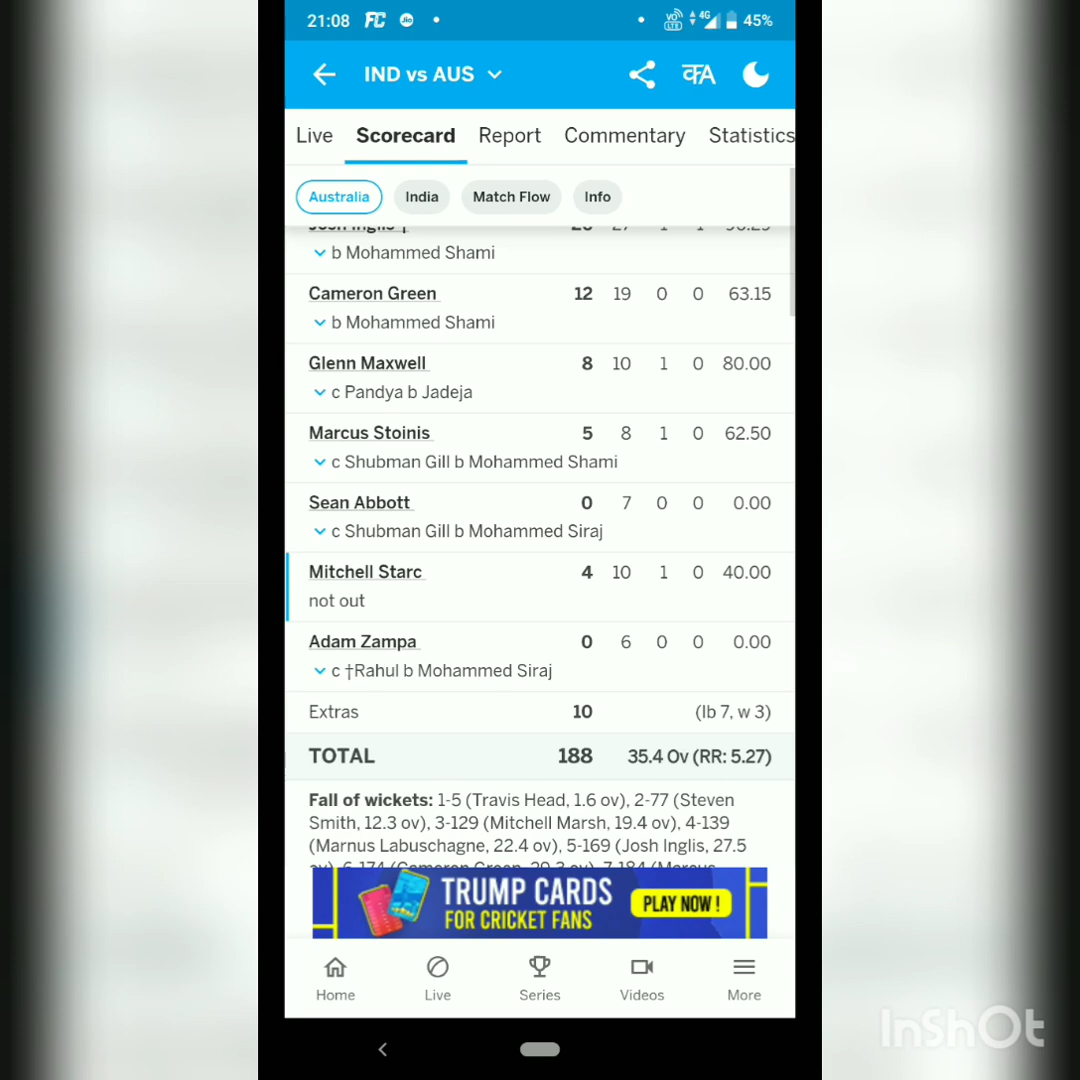 21:08 FC Jio VO LTE 4G 45%
IND vs AUS कA
Live Scorecard Report Commentary Statistics
Australia India Match Flow Info
b Mohammed Shami
Cameron Green 12 19 0 0 63.15
b Mohammed Shami
Glenn Maxwell 8 10 1 0 80.00
c Pandya b Jadeja
Marcus Stoinis 5 8 1 0 62.50
c Shubman Gill b Mohammed Shami
Sean Abbott 0 7 0 0 0.00
c Shubman Gill b Mohammed Siraj
Mitchell Starc 4 10 1 0 40.00
not out
Adam Zampa 0 6 0 0 0.00
c †Rahul b Mohammed Siraj
Extras 10 (lb 7, w 3)
TOTAL 188 35.4 Ov (RR: 5.27)
Fall of wickets: 1-5 (Travis Head, 1.6 ov), 2-77 (Steven
Smith, 12.3 ov), 3-129 (Mitchell Marsh, 19.4 ov), 4-139
(Marnus Labuschagne, 22.4 ov), 5-169 (Josh Inglis, 27.5
TRUMP CARDS
FOR CRICKET FANS
PLAY NOW !
Home Live Series Videos More
InShOt